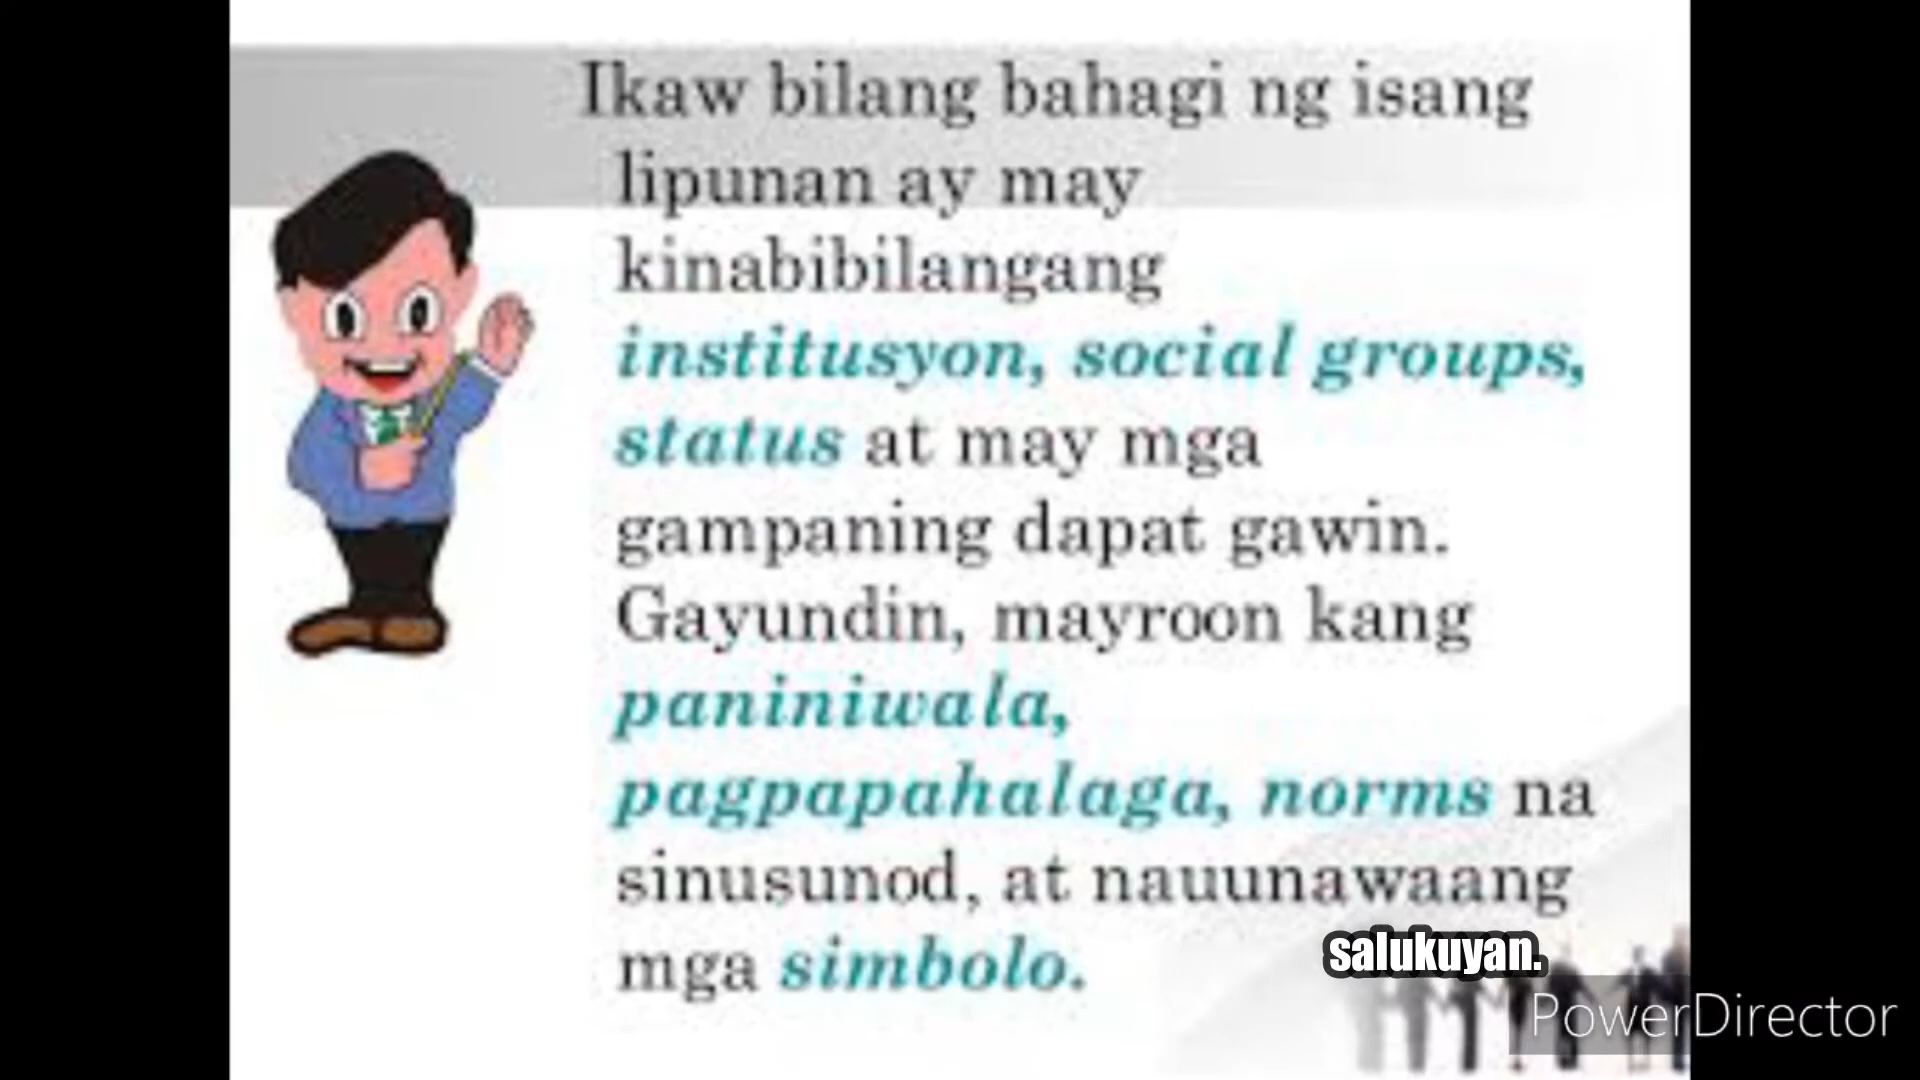 Ikaw bilang bahagi ng isang
lipunan ay may
kinabibilangang
institusyon, social groups,
status at may mga
gampaning dapat gawin.
Gayundin, mayroon kang
paniniwala,
pagpapahalaga, norms na
sinusunod, at nauunawaang
mga simbolo.
salukuyan.
PowerDirector